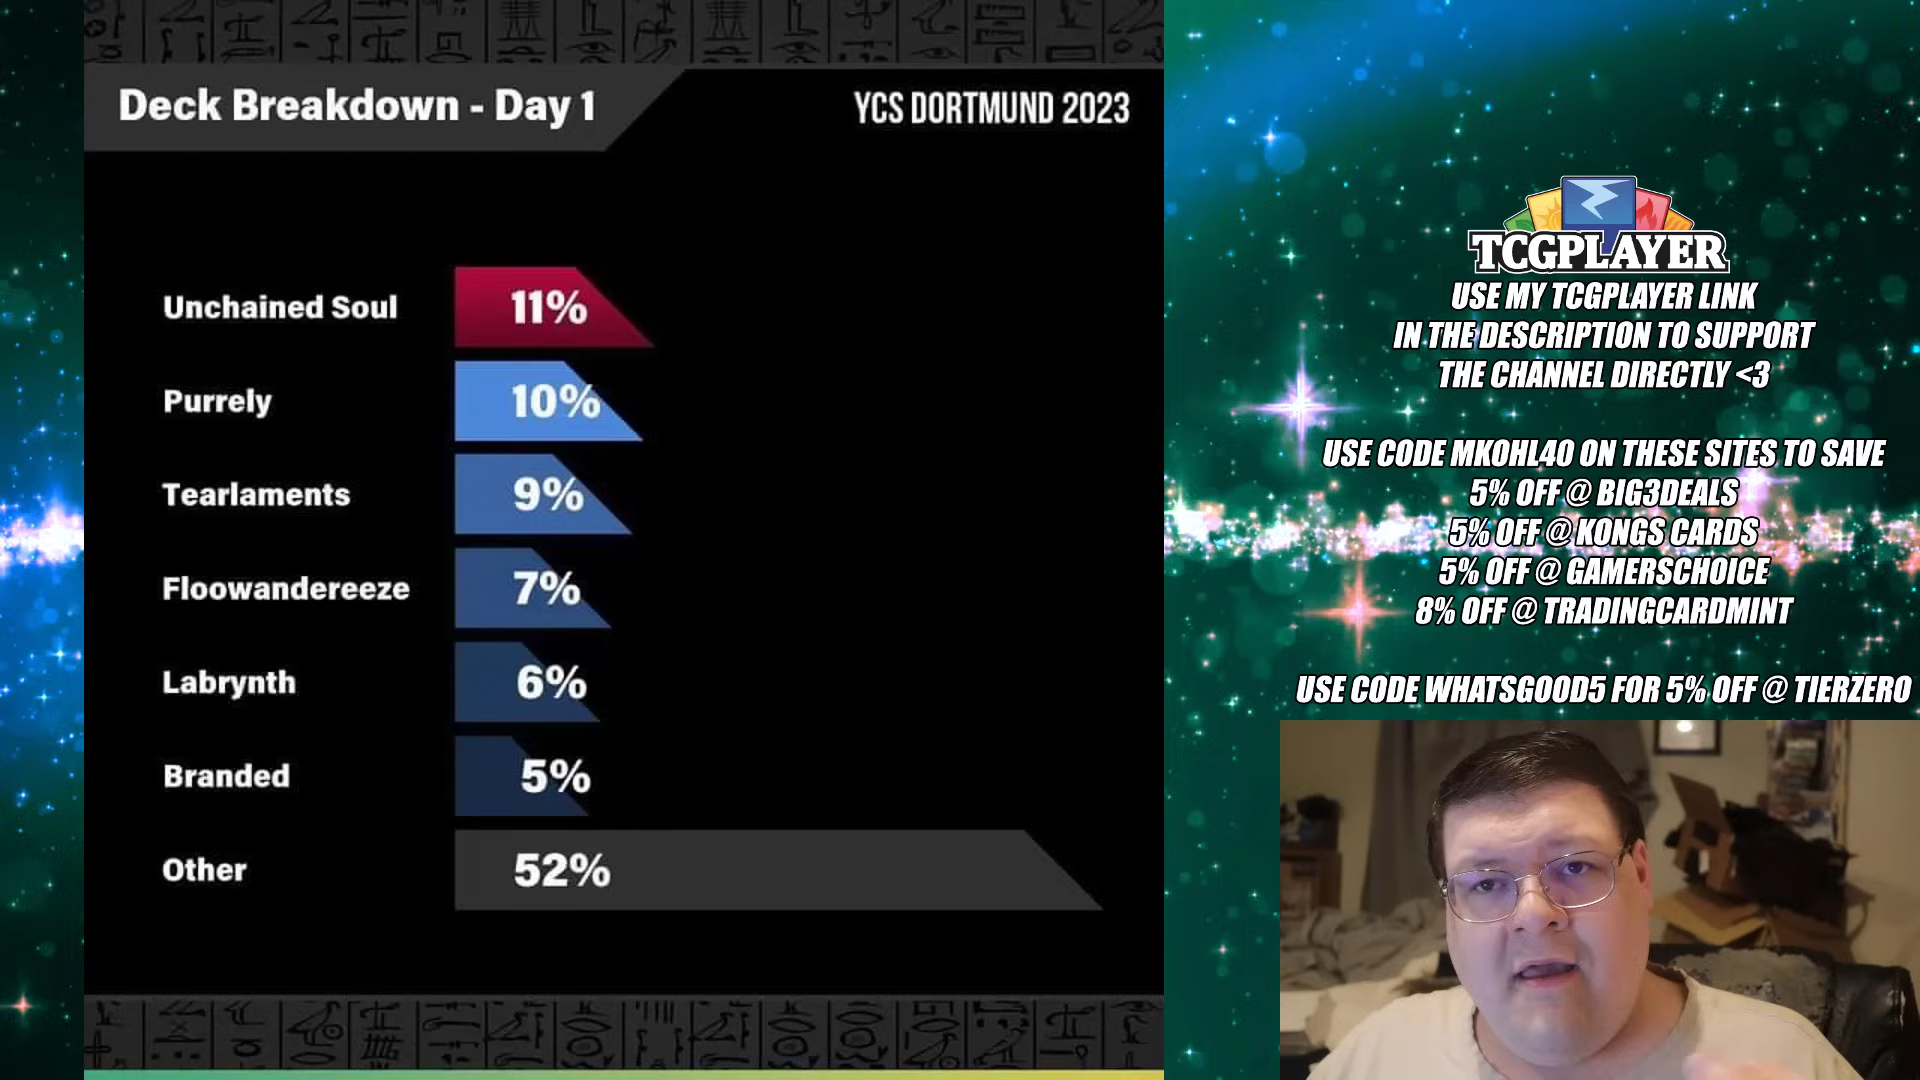 Deck Breakdown - Day 1
YCS DORTMUND 2023
Unchained Soul 11%
Purrely 10%
Tearlaments 9%
Floowandereeze 7%
Labrynth 6%
Branded 5%
Other 52%
TCGPLAYER
USE MY TCGPLAYER LINK
IN THE DESCRIPTION TO SUPPORT
THE CHANNEL DIRECTLY <3
USE CODE MKOHL40 ON THESE SITES TO SAVE
5% OFF @ BIG3DEALS
5% OFF @ KONGS CARDS
5% OFF @ GAMERSCHOICE
8% OFF @ TRADINGCARDMINT
USE CODE WHATSGOOD5 FOR 5% OFF @ TIERZERO